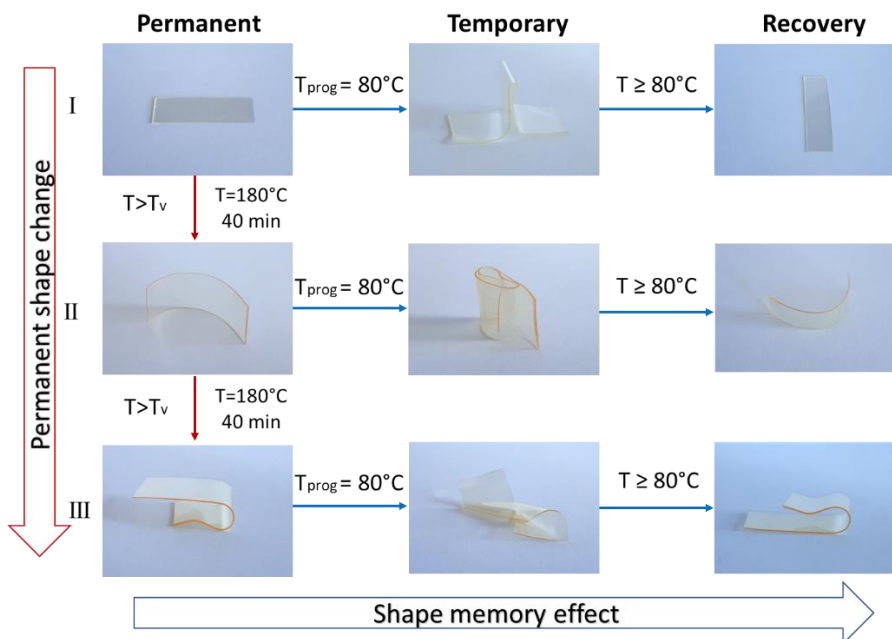 Permanent
Temporary
Recovery
Permanent shape change
I
Tprog = 80°C
T ≥ 80°C
T>Tv
T=180°C
40 min
II
Tprog = 80°C
T ≥ 80°C
T>Tv
T=180°C
40 min
III
Tprog = 80°C
T ≥ 80°C
Shape memory effect